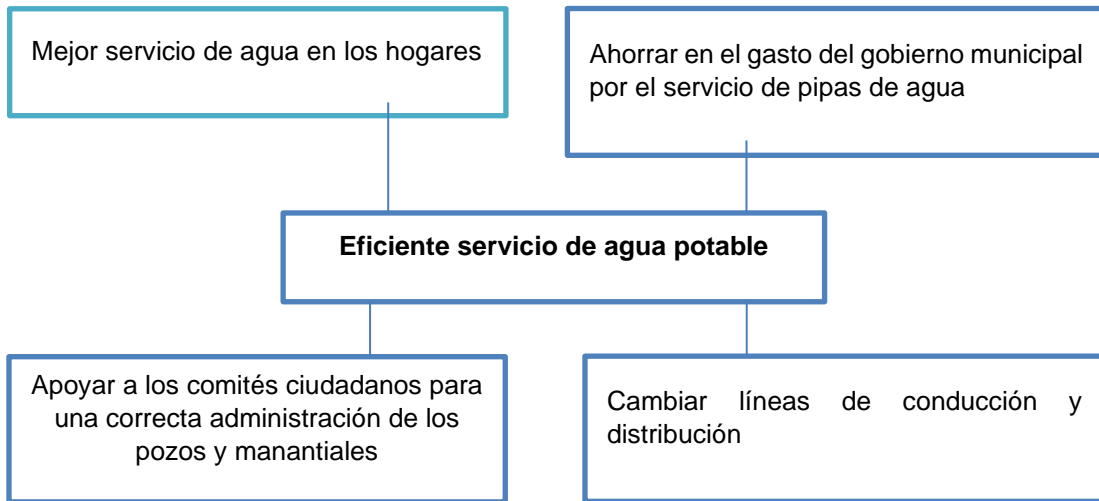 Mejor servicio de agua en los hogares
Ahorrar en el gasto del gobierno municipal
por el servicio de pipas de agua
Eficiente servicio de agua potable
Apoyar a los comités ciudadanos para
una correcta administración de los
pozos y manantiales
Cambiar líneas de conducción y
distribución